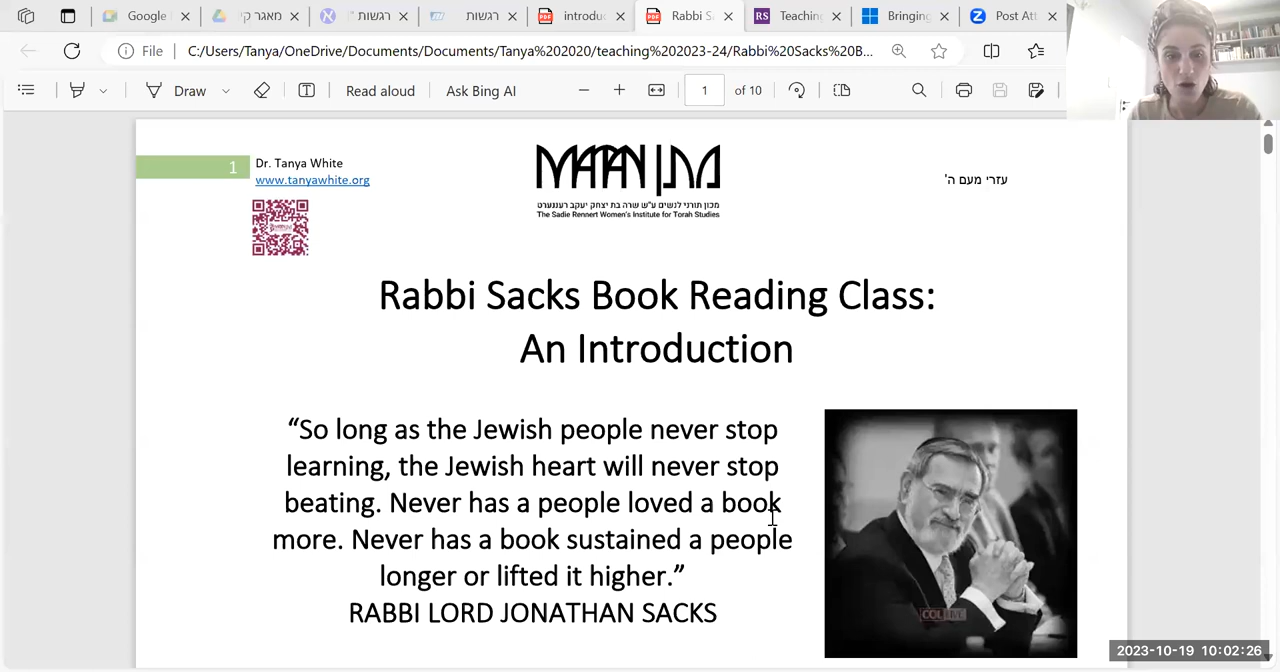 Google
מאגר קי
רגשות "ו
רגשות
introduc
Rabbi S
Teaching
Bringing
Post Att
File
C:/Users/Tanya/OneDrive/Documents/Documents/Tanya%202020/teaching%202023-24/Rabbi%20Sacks%20B...
Draw
Read aloud
Ask Bing AI
1
of 10
1
Dr. Tanya White
www.tanyawhite.org
MATAN מתן
מכון תורני לנשים ע"ש שרה בת יצחק יעקב רעננערט
The Sadie Rennert Women's Institute for Torah Studies
עזרי מעם ה'
Rabbi Sacks Book Reading Class:
An Introduction
“So long as the Jewish people never stop
learning, the Jewish heart will never stop
beating. Never has a people loved a book
more. Never has a book sustained a people
longer or lifted it higher.”
RABBI LORD JONATHAN SACKS
COLLIVE
2023-10-19 10:02:26